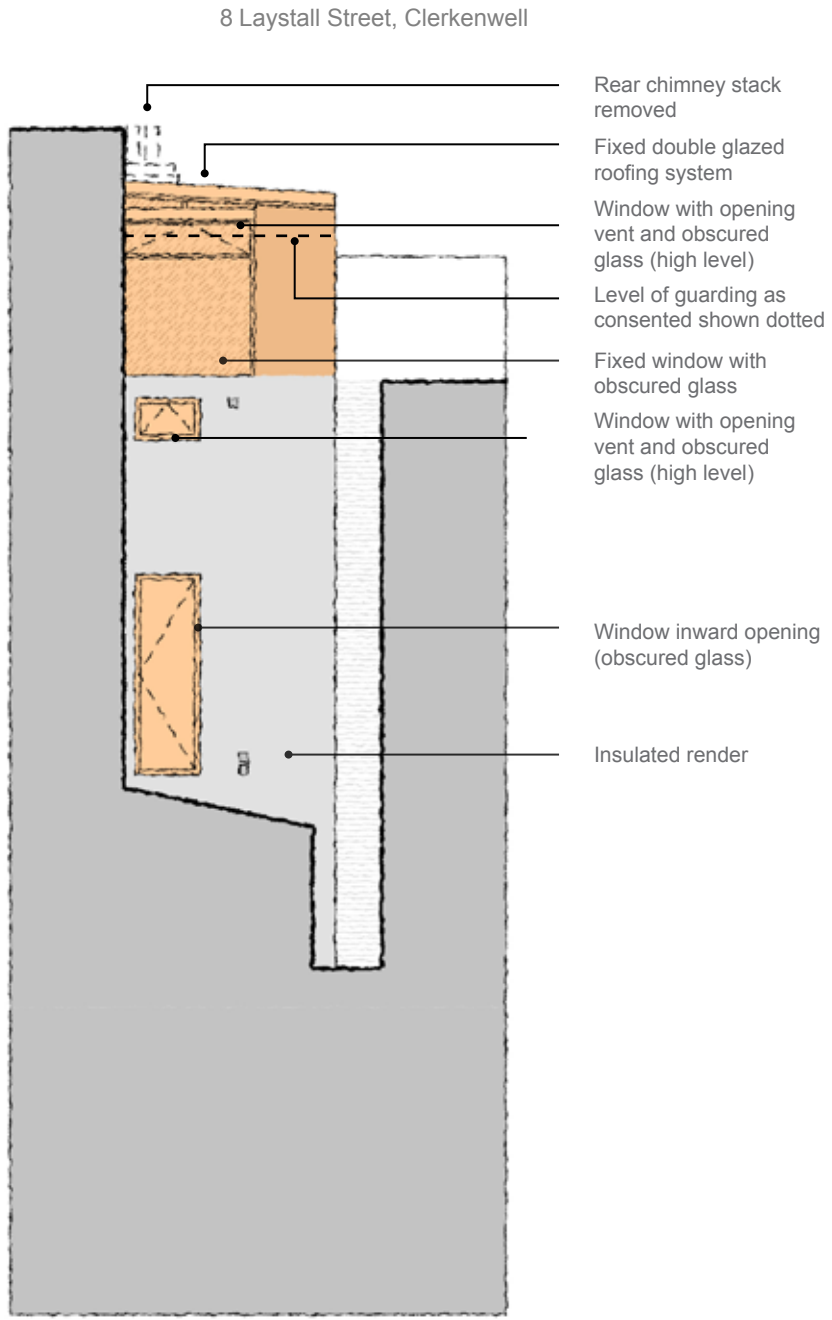 8 Laystall Street, Clerkenwell
Rear chimney stack
removed
Fixed double glazed
roofing system
Window with opening
vent and obscured
glass (high level)
Level of guarding as
consented shown dotted
Fixed window with
obscured glass
Window with opening
vent and obscured
glass (high level)
Window inward opening
(obscured glass)
Insulated render